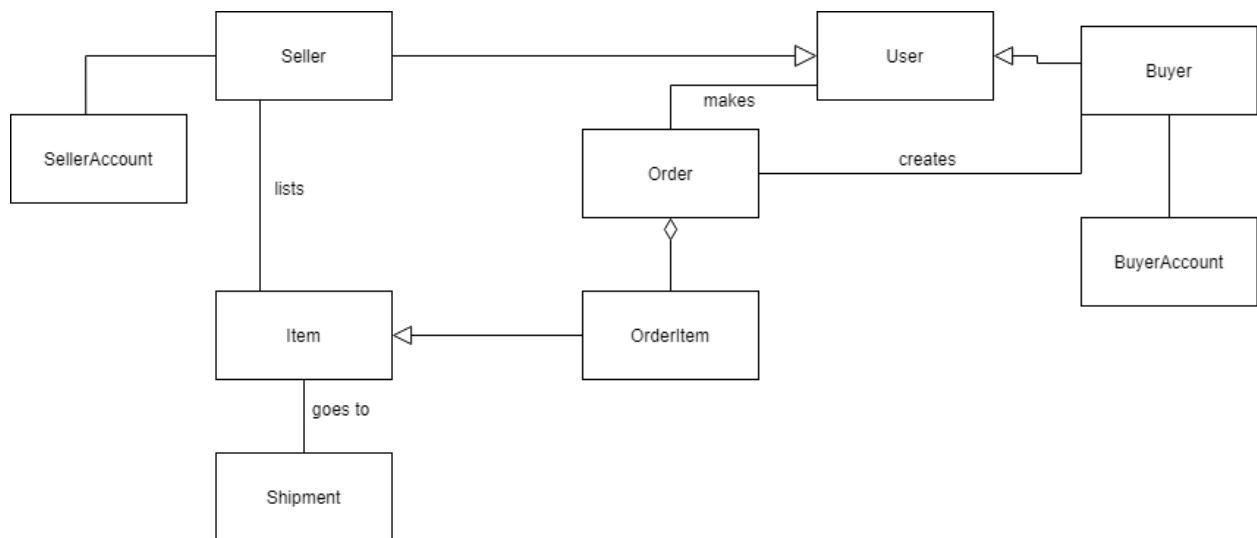 Seller
User
Buyer
makes
SellerAccount
Order
creates
lists
BuyerAccount
Item
OrderItem
goes to
Shipment